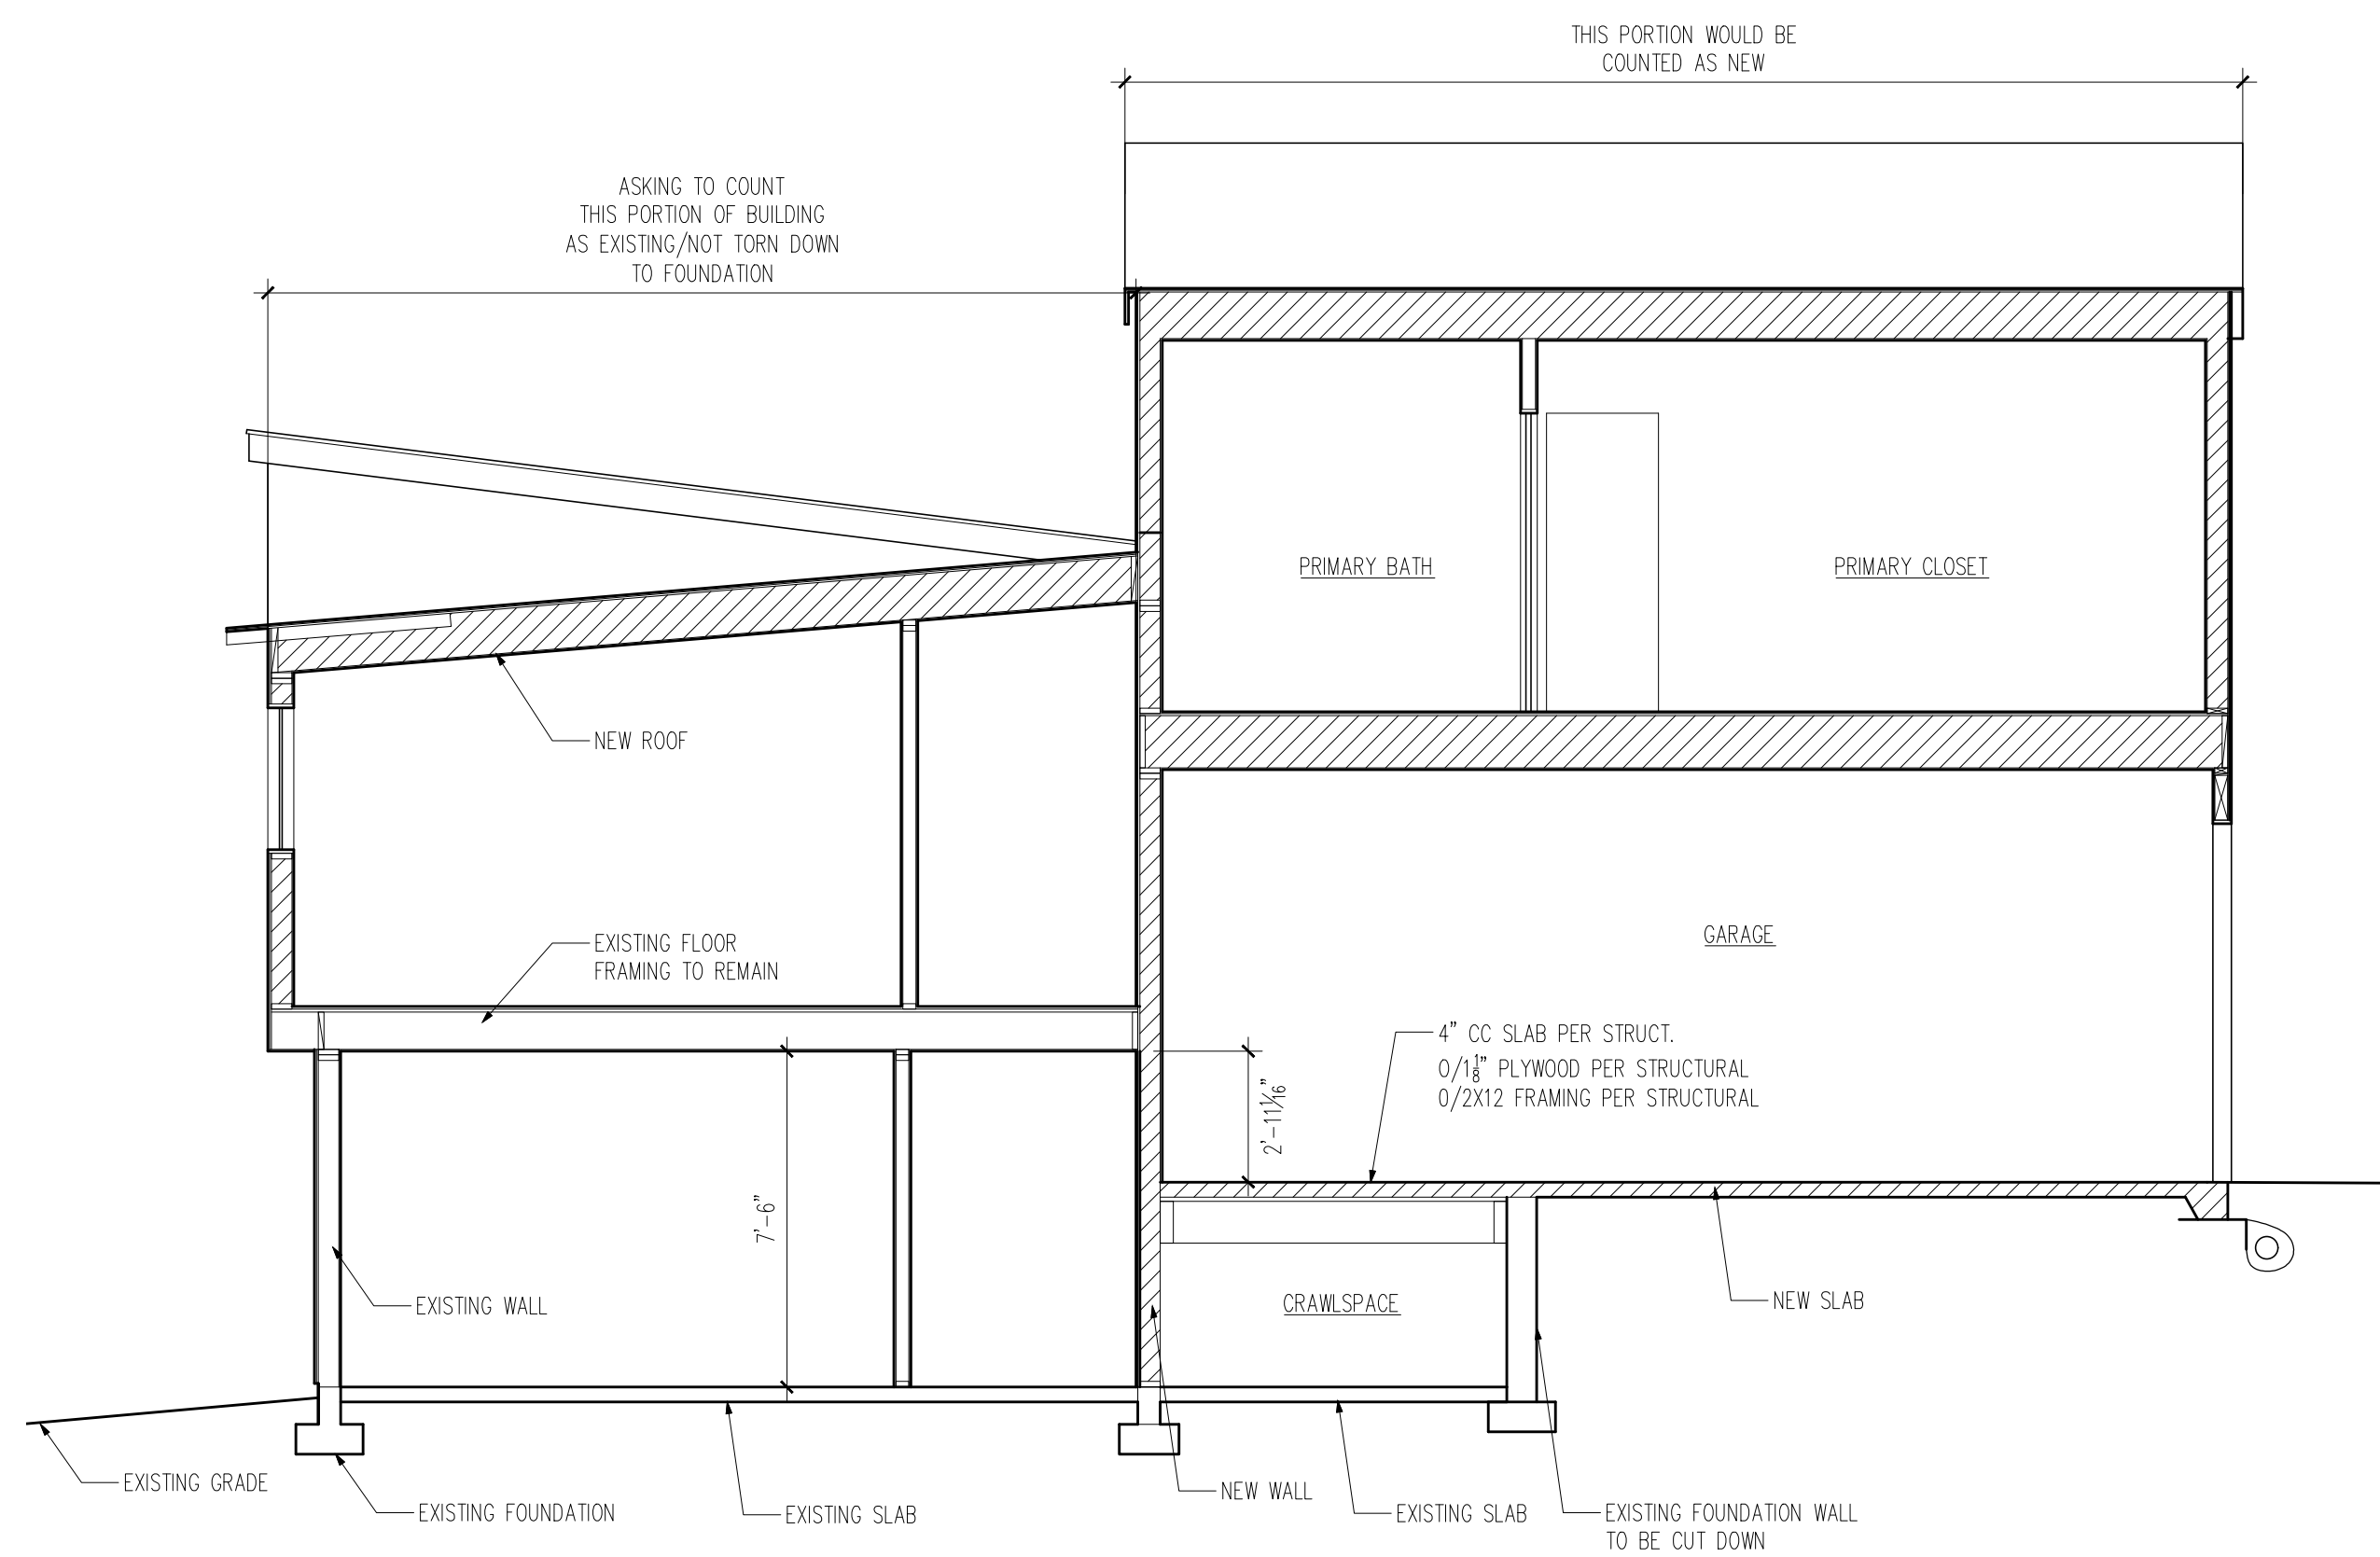 THIS PORTION WOULD BE
COUNTED AS NEW
ASKING TO COUNT
THIS PORTION OF BUILDING
AS EXISTING/NOT TORN DOWN
TO FOUNDATION
PRIMARY BATH
PRIMARY CLOSET
NEW ROOF
EXISTING FLOOR
FRAMING TO REMAIN
GARAGE
4" CC SLAB PER STRUCT.
O/1⅛" PLYWOOD PER STRUCTURAL
O/2X12 FRAMING PER STRUCTURAL
2'-11 1/16"
7'-6"
EXISTING WALL
CRAWLSPACE
NEW SLAB
EXISTING GRADE
EXISTING FOUNDATION
EXISTING SLAB
NEW WALL
EXISTING SLAB
EXISTING FOUNDATION WALL
TO BE CUT DOWN